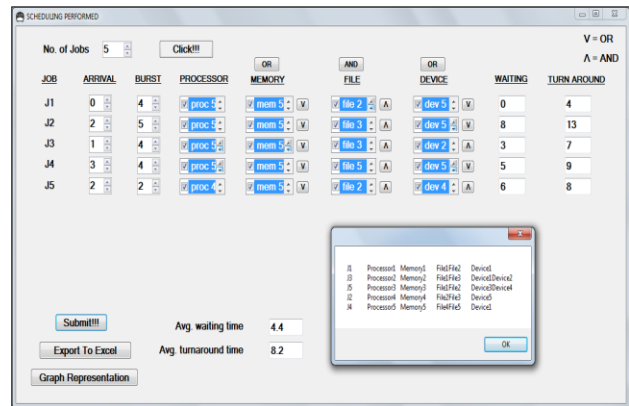 SCHEDULING PERFORMED
No. of Jobs 5 Click!!! V = OR
Λ = AND
OR AND OR
JOB ARRIVAL BURST PROCESSOR MEMORY FILE DEVICE WAITING TURN AROUND
J1 0 4 proc 5 mem 5 V file 2 Λ dev 5 V 0 4
J2 2 5 proc 5 mem 5 V file 3 Λ dev 5 V 8 13
J3 1 4 proc 5 mem 5 V file 3 Λ dev 2 Λ 3 7
J4 3 4 proc 5 mem 5 V file 5 Λ dev 5 V 5 9
J5 2 2 proc 4 mem 5 V file 2 Λ dev 4 Λ 6 8
J1 Processor1 Memory1 File1File2 Device1
J3 Processor2 Memory2 File1File3 Device1Device2
J5 Processor3 Memory3 File1File2 Device3Device4
J2 Processor4 Memory4 File2File3 Device5
J4 Processor5 Memory5 File4File5 Device1
OK
Submit!!! Avg. waiting time 4.4
Export To Excel Avg. turnaround time 8.2
Graph Representation